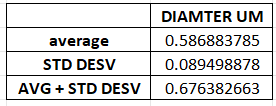 DIAMTER UM
average 0.586883785
STD DESV 0.089498878
AVG + STD DESV 0.676382663